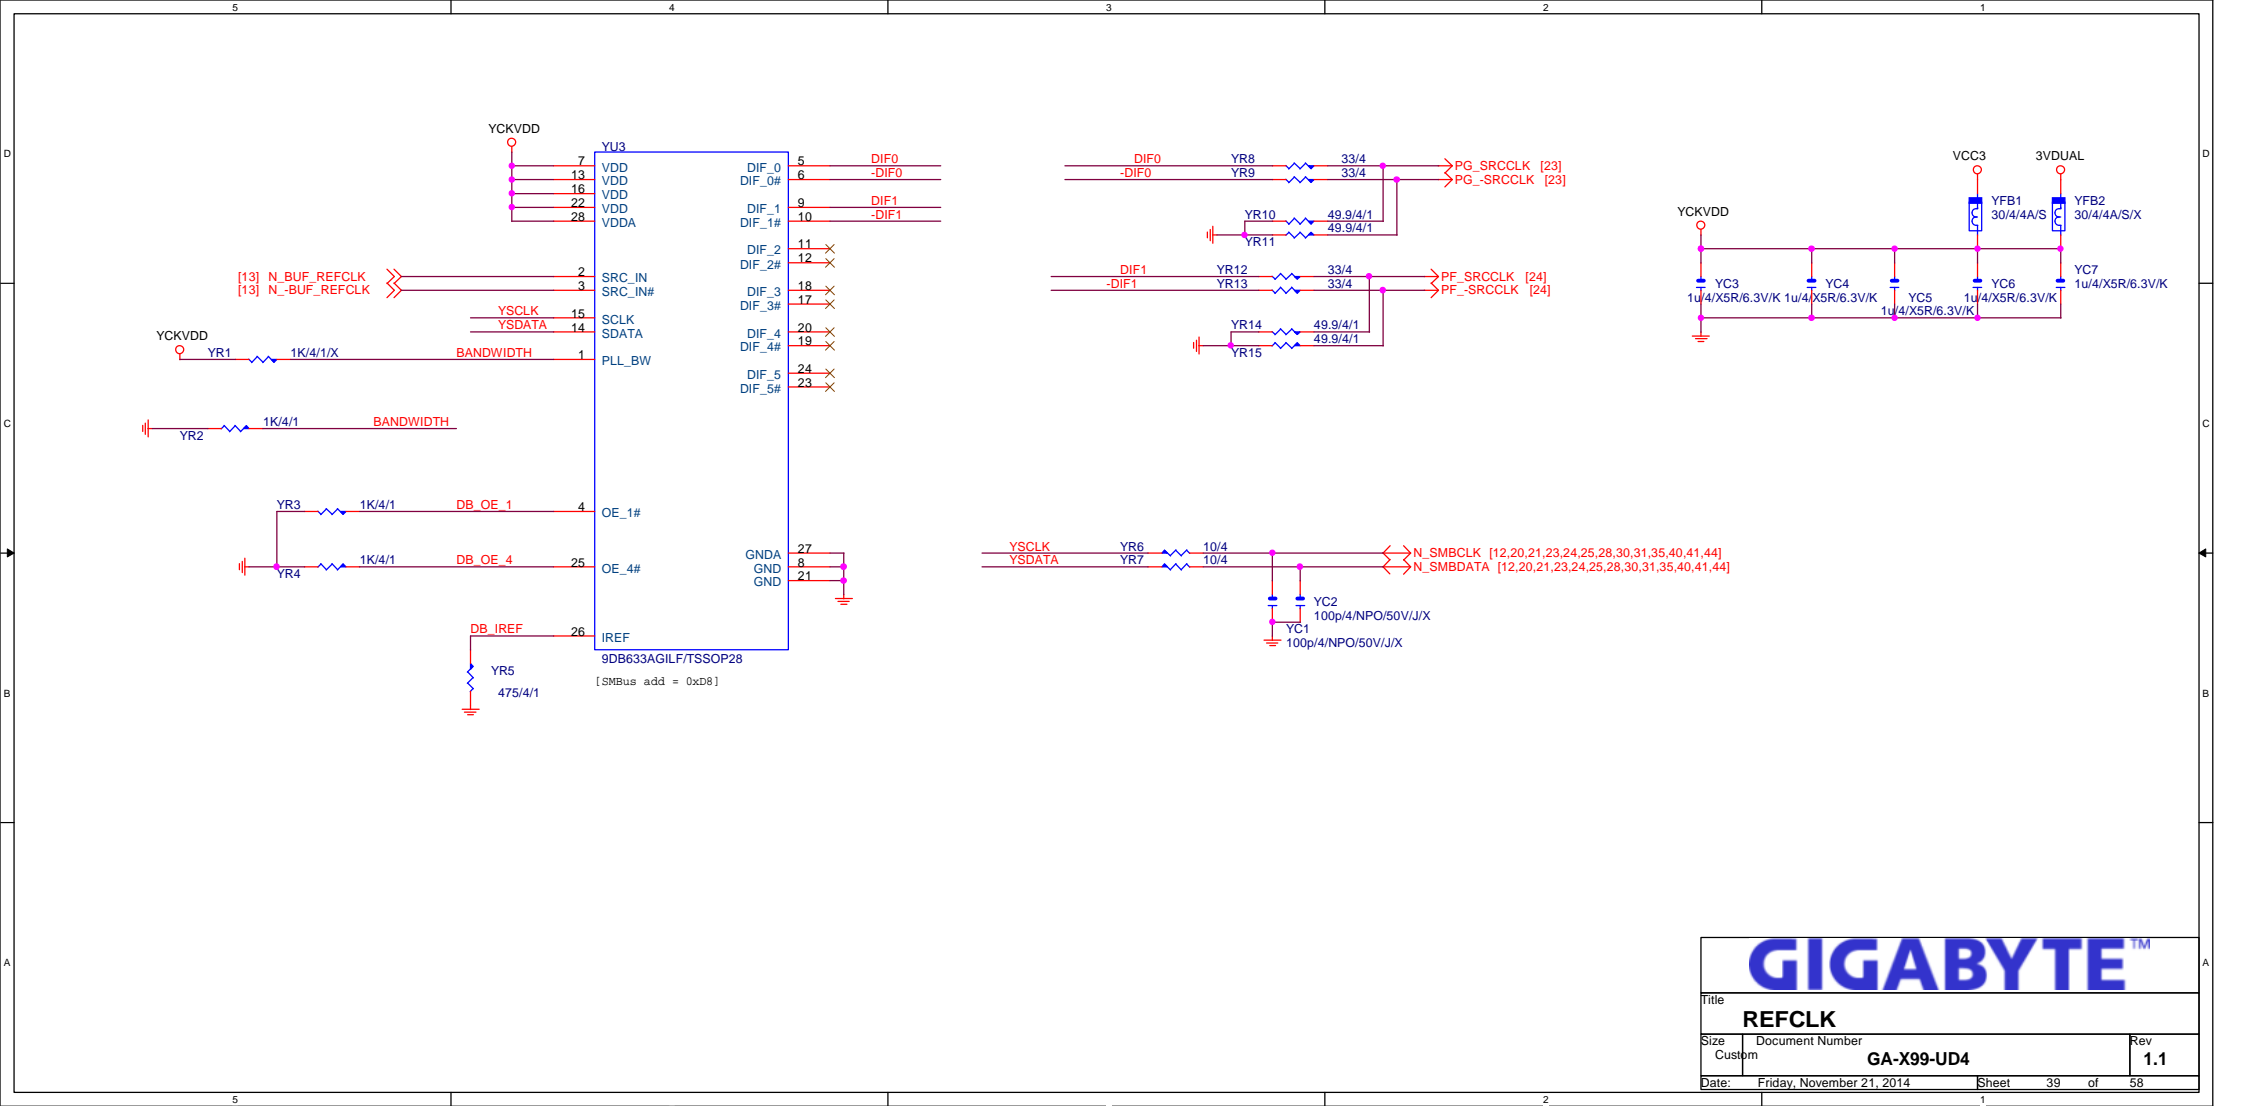 5 4 3 2 1
D
C
B
A
YCKVDD
YU3
7 VDD
13 VDD
16 VDD
22 VDD
28 VDDA
[13] N_BUF_REFCLK 2 SRC_IN
[13] N_-BUF_REFCLK 3 SRC_IN#
YSCLK 15 SCLK
YSDATA 14 SDATA
YCKVDD
YR1 1K/4/1/X BANDWIDTH 1 PLL_BW
YR2 1K/4/1 BANDWIDTH
YR3 1K/4/1 DB_OE_1 4 OE_1#
YR4 1K/4/1 DB_OE_4 25 OE_4#
DB_IREF 26 IREF
YR5
475/4/1
9DB633AGILF/TSSOP28
[SMBus add = 0xD8]
DIF_0 5 DIF0
DIF_0# 6 -DIF0
DIF_1 9 DIF1
DIF_1# 10 -DIF1
DIF_2 11
DIF_2# 12
DIF_3 18
DIF_3# 17
DIF_4 20
DIF_4# 19
DIF_5 24
DIF_5# 23
GNDA 27
GND 8
GND 21
DIF0 YR8 33/4 PG_SRCCLK [23]
-DIF0 YR9 33/4 PG_-SRCCLK [23]
YR10 49.9/4/1
YR11 49.9/4/1
DIF1 YR12 33/4 PF_SRCCLK [24]
-DIF1 YR13 33/4 PF_-SRCCLK [24]
YR14 49.9/4/1
YR15 49.9/4/1
YSCLK YR6 10/4 N_SMBCLK [12,20,21,23,24,25,28,30,31,35,40,41,44]
YSDATA YR7 10/4 N_SMBDATA [12,20,21,23,24,25,28,30,31,35,40,41,44]
YC2
100p/4/NPO/50V/J/X
YC1
100p/4/NPO/50V/J/X
VCC3 3VDUAL
YFB1
30/4/4A/S
YFB2
30/4/4A/S/X
YCKVDD
YC3
1u/4/X5R/6.3V/K
YC4
1u/4/X5R/6.3V/K
YC5
1u/4/X5R/6.3V/K
YC6
1u/4/X5R/6.3V/K
YC7
1u/4/X5R/6.3V/K
D
C
B
A
GIGABYTE™
Title
REFCLK
Size Document Number Rev
Custom GA-X99-UD4 1.1
Date: Friday, November 21, 2014 Sheet 39 of 58
5 2 1